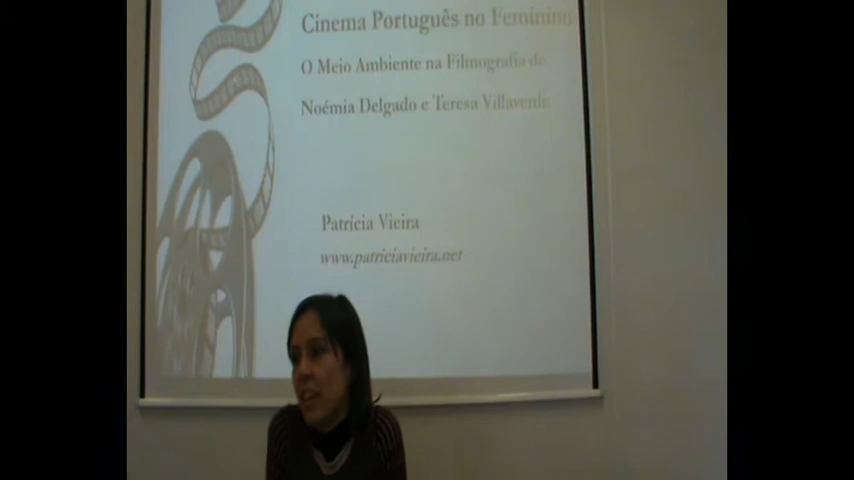 Cinema Português no Feminino
O Meio Ambiente na Filmografia de
Noémia Delgado e Teresa Villaverde
Patrícia Vieira
www.patriciavieira.net